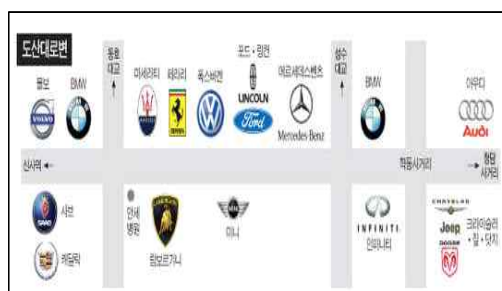 도산대로변
동호
대교
성수
대교
볼보
BMW
마세라티
페라리
폭스바겐
포드·링컨
메르세데스벤츠
BMW
아우디
VOLVO
LINCOLN
Ford
Mercedes-Benz
Audi
신사역
학동사거리
청담
사거리
사브
SAAB
캐딜락
안세
병원
람보르기니
MINI
미니
INFINITI
인피니티
CHRYSLER
Jeep
DODGE
크라이슬러
·짚·닷지